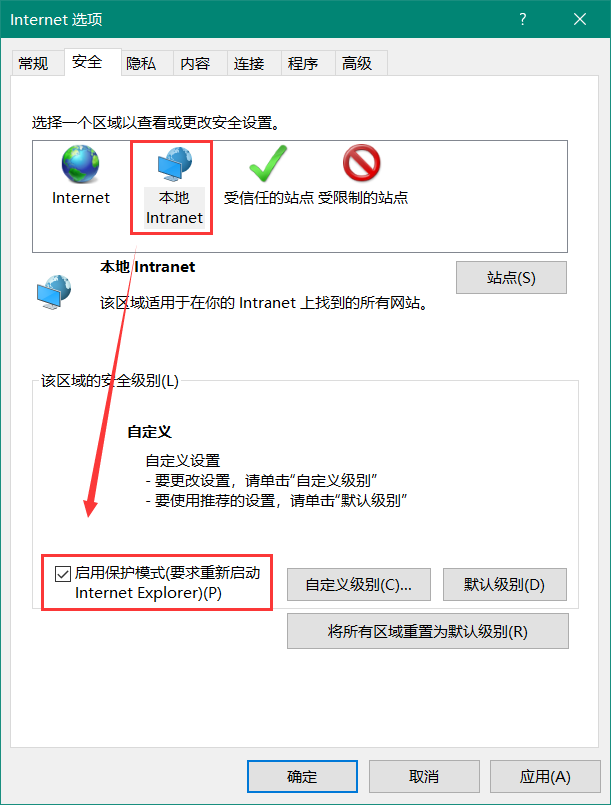 Internet 选项
?
常规 安全 隐私 内容 连接 程序 高级
选择一个区域以查看或更改安全设置。
Internet
本地
Intranet
受信任的站点
受限制的站点
本地 Intranet
站点(S)
该区域适用于在你的 Intranet 上找到的所有网站。
该区域的安全级别(L)
自定义
自定义设置
- 要更改设置，请单击“自定义级别”
- 要使用推荐的设置，请单击“默认级别”
启用保护模式(要求重新启动
Internet Explorer)(P)
自定义级别(C)...
默认级别(D)
将所有区域重置为默认级别(R)
确定
取消
应用(A)